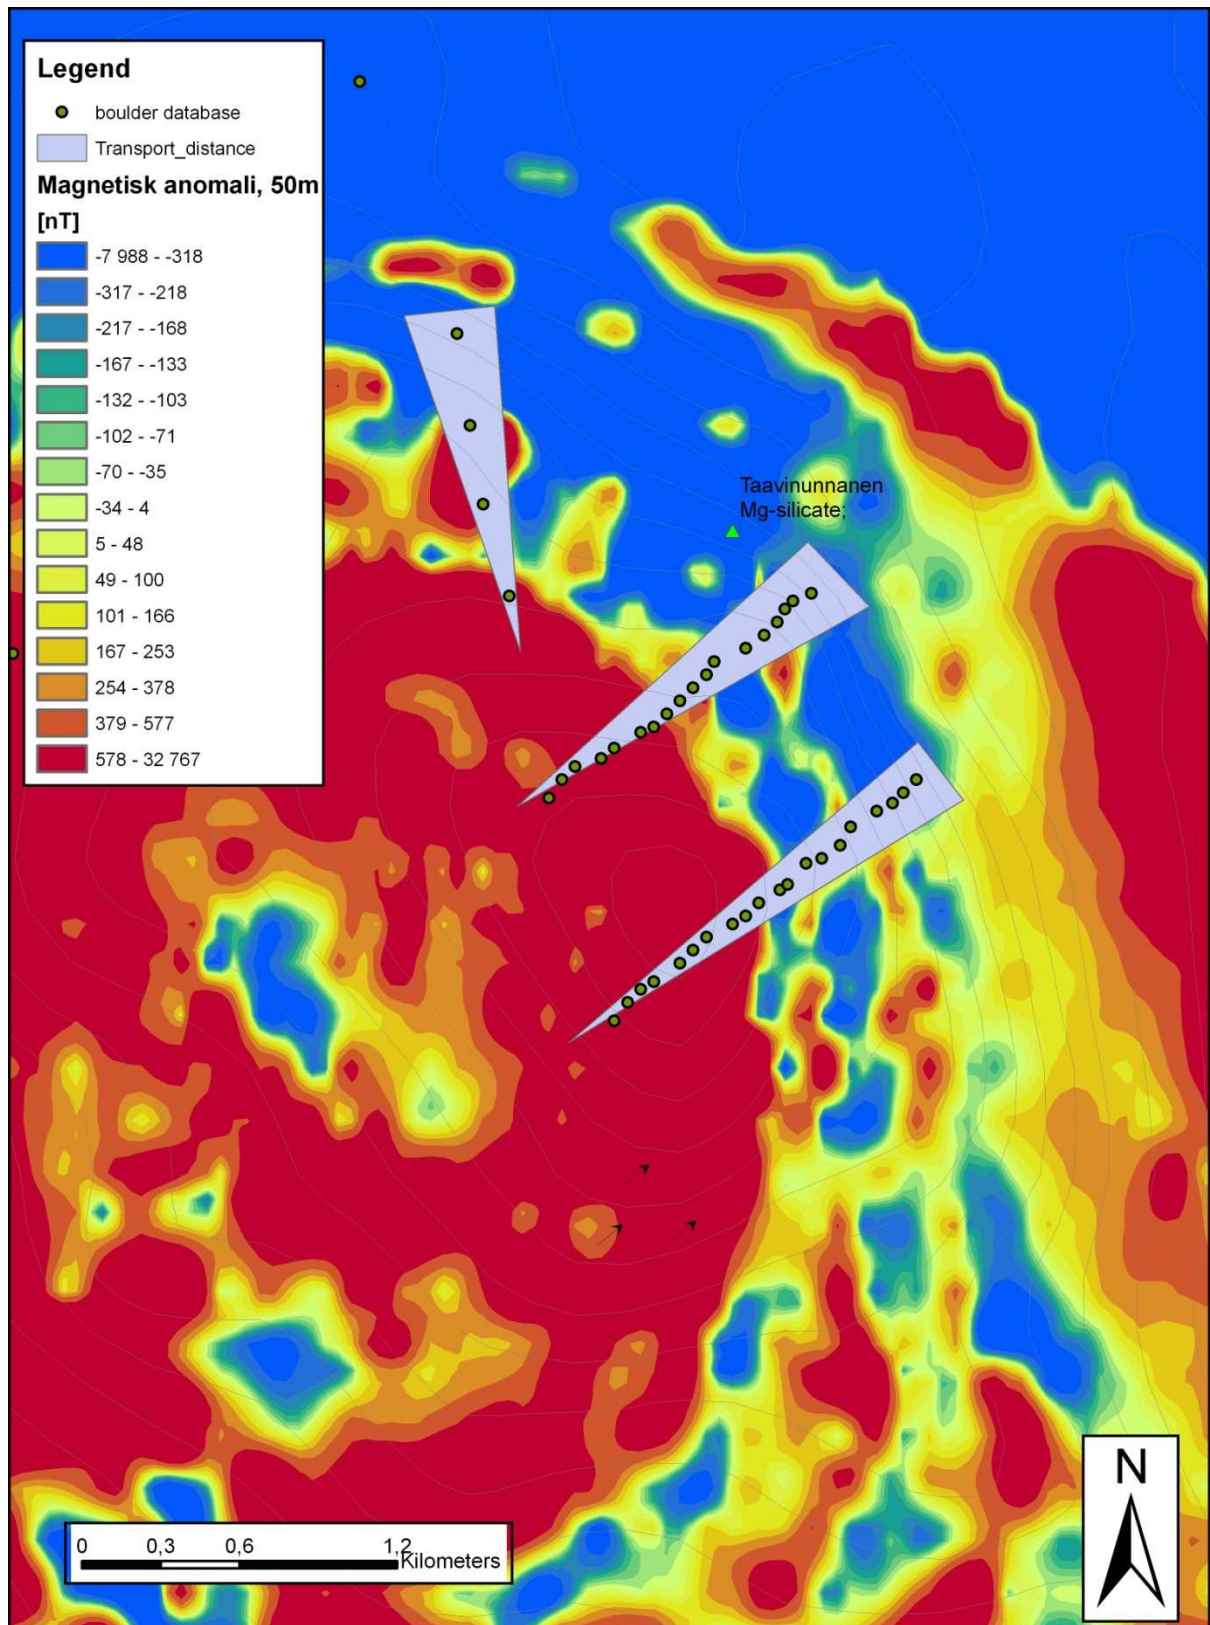 Legend
boulder database
Transport_distance
Magnetisk anomali, 50m
[nT]
-7 988 - -318
-317 - -218
-217 - -168
-167 - -133
-132 - -103
-102 - -71
-70 - -35
-34 - 4
5 - 48
49 - 100
101 - 166
167 - 253
254 - 378
379 - 577
578 - 32 767
Taavinunnanen
Mg-silicate;
N
0 0,3 0,6 1,2
Kilometers